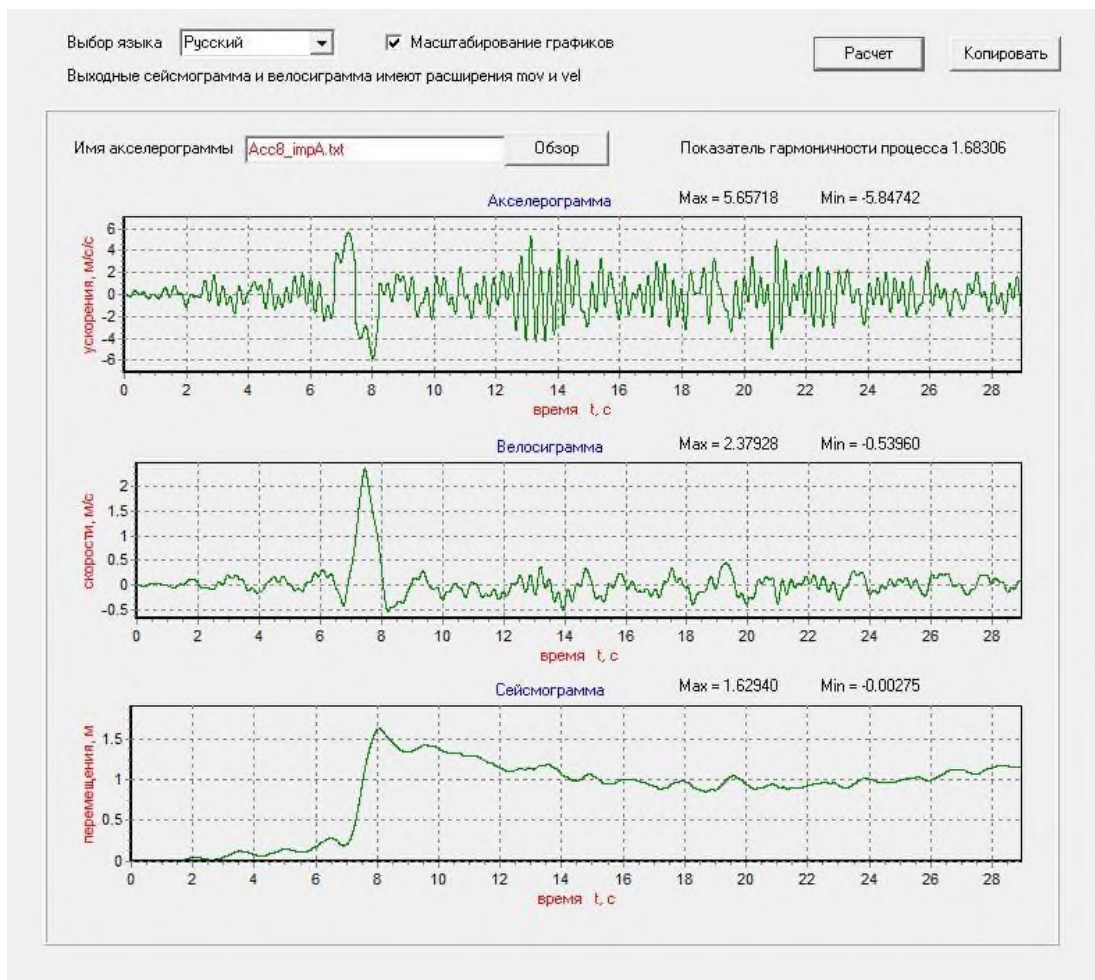 Выбор языка Русский Масштабирование графиков Расчет Копировать
Выходные сейсмограмма и велосиграмма имеют расширения mov и vel
Имя акселерограммы Acc8_impA.txt Обзор Показатель гармоничности процесса 1.68306
Акселерограмма Max = 5.65718 Min = -5.84742
ускорения, м/с/с
6
4
2
0
-2
-4
-6
0 2 4 6 8 10 12 14 16 18 20 22 24 26 28
время t, с
Велосиграмма Max = 2.37928 Min = -0.53960
скорости, м/с
2
1.5
1
0.5
0
-0.5
0 2 4 6 8 10 12 14 16 18 20 22 24 26 28
время t, с
Сейсмограмма Max = 1.62940 Min = -0.00275
перемещения, м
1.5
1
0.5
0
0 2 4 6 8 10 12 14 16 18 20 22 24 26 28
время t, с